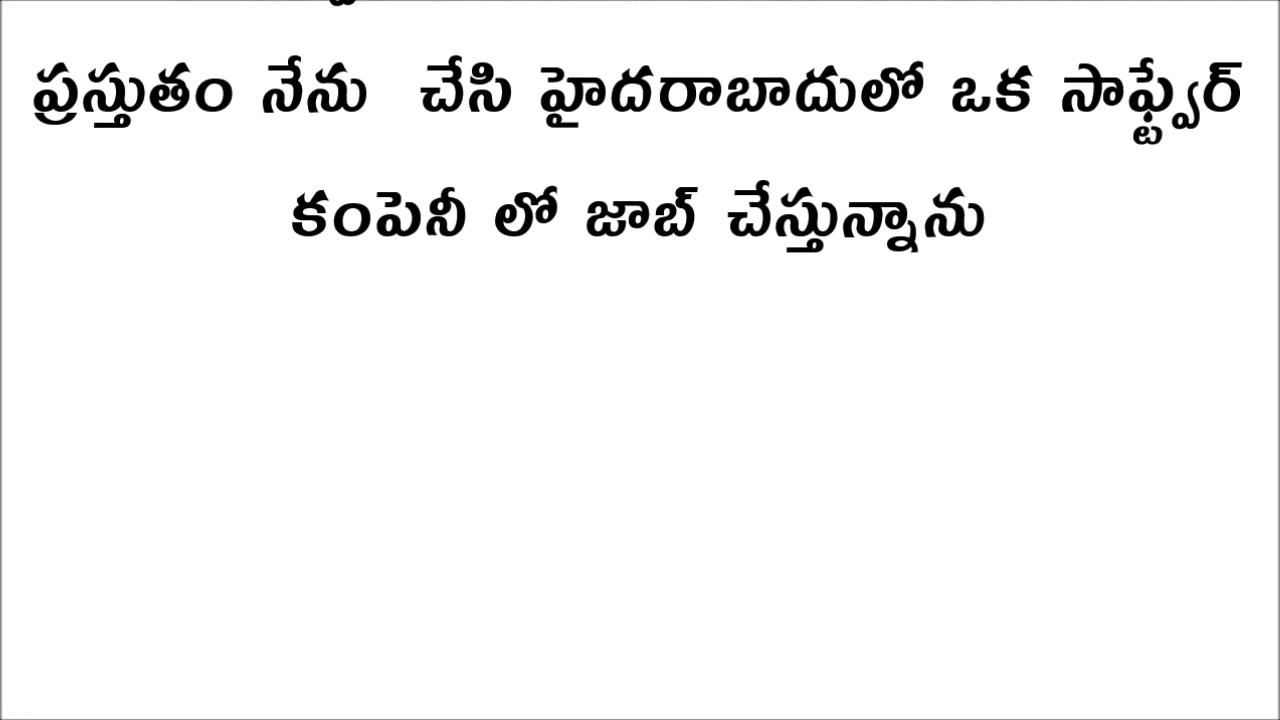 ప్రస్తుతం నేను  చేసి హైదరాబాదులో ఒక సాఫ్ట్వేర్
కంపెనీ లో జాబ్ చేస్తున్నాను